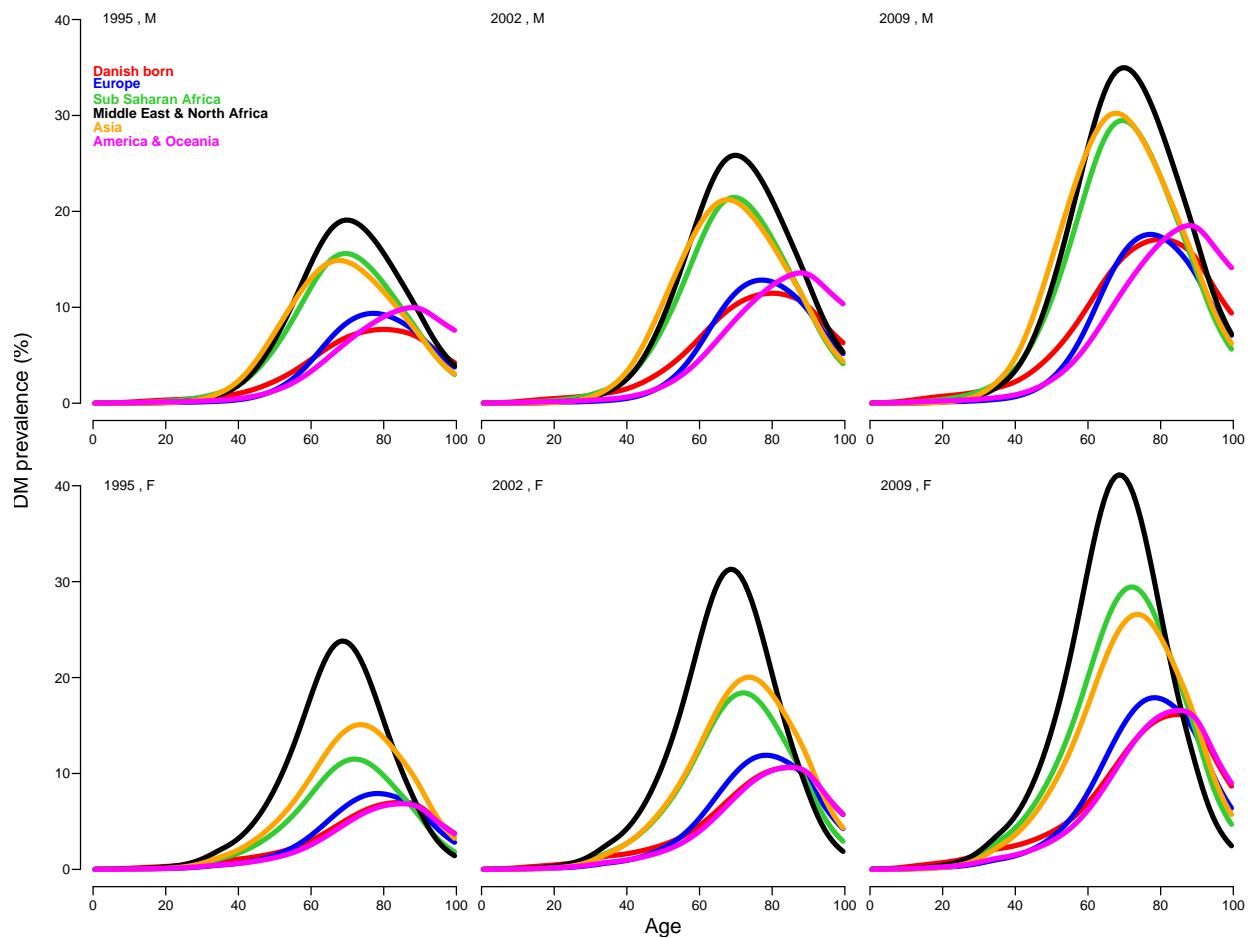 1995 , M
2002 , M
2009 , M
Danish born
Europe
Sub Saharan Africa
Middle East & North Africa
Asia
America & Oceania
40
30
20
10
0
0 20 40 60 80 100
0 20 40 60 80 100
0 20 40 60 80 100
DM prevalence (%)
1995 , F
2002 , F
2009 , F
40
30
20
10
0
0 20 40 60 80 100
0 20 40 60 80 100
0 20 40 60 80 100
Age